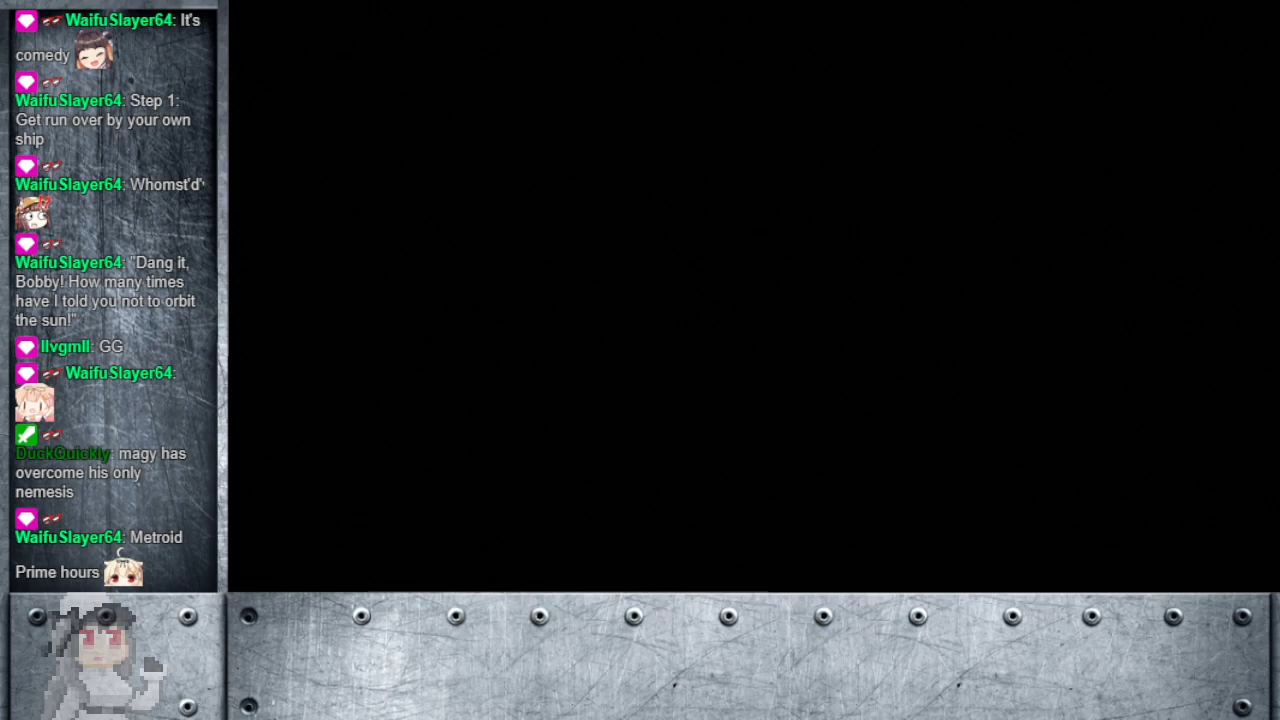 WaifuSlayer64: It's
comedy
WaifuSlayer64: Step 1:
Get run over by your own
ship
WaifuSlayer64: Whomst'd'
WaifuSlayer64: "Dang it,
Bobby! How many times
have I told you not to orbit
the sun!"
llvgmll: GG
WaifuSlayer64:
DuckQuickly: magy has
overcome his only
nemesis
WaifuSlayer64: Metroid
Prime hours